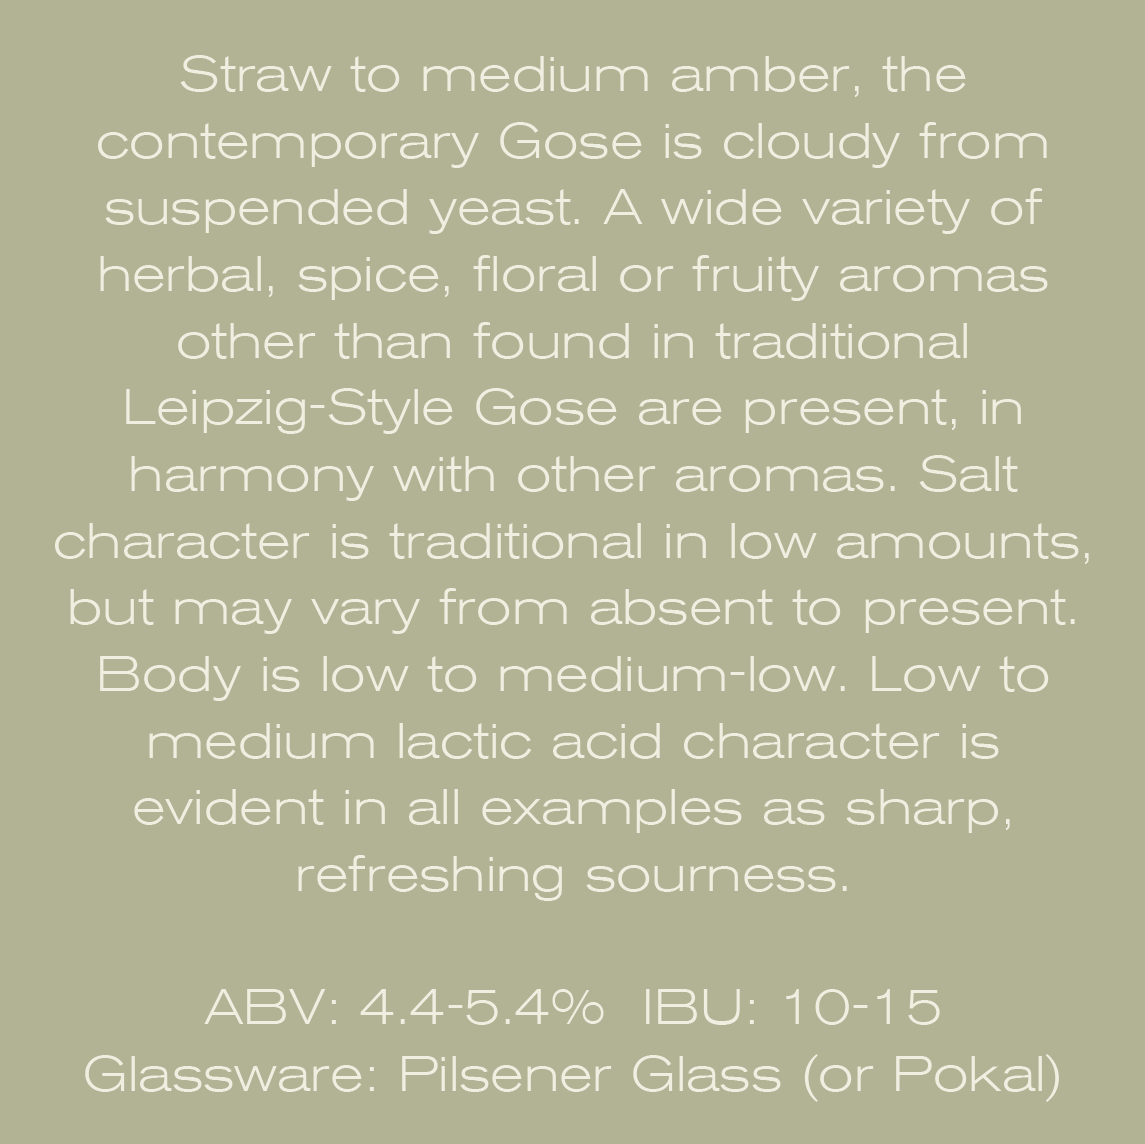 Straw to medium amber, the
contemporary Gose is cloudy from
suspended yeast. A wide variety of
herbal, spice, floral or fruity aromas
other than found in traditional
Leipzig-Style Gose are present, in
harmony with other aromas. Salt
character is traditional in low amounts,
but may vary from absent to present.
Body is low to medium-low. Low to
medium lactic acid character is
evident in all examples as sharp,
refreshing sourness.
ABV: 4.4-5.4%  IBU: 10-15
Glassware: Pilsener Glass (or Pokal)